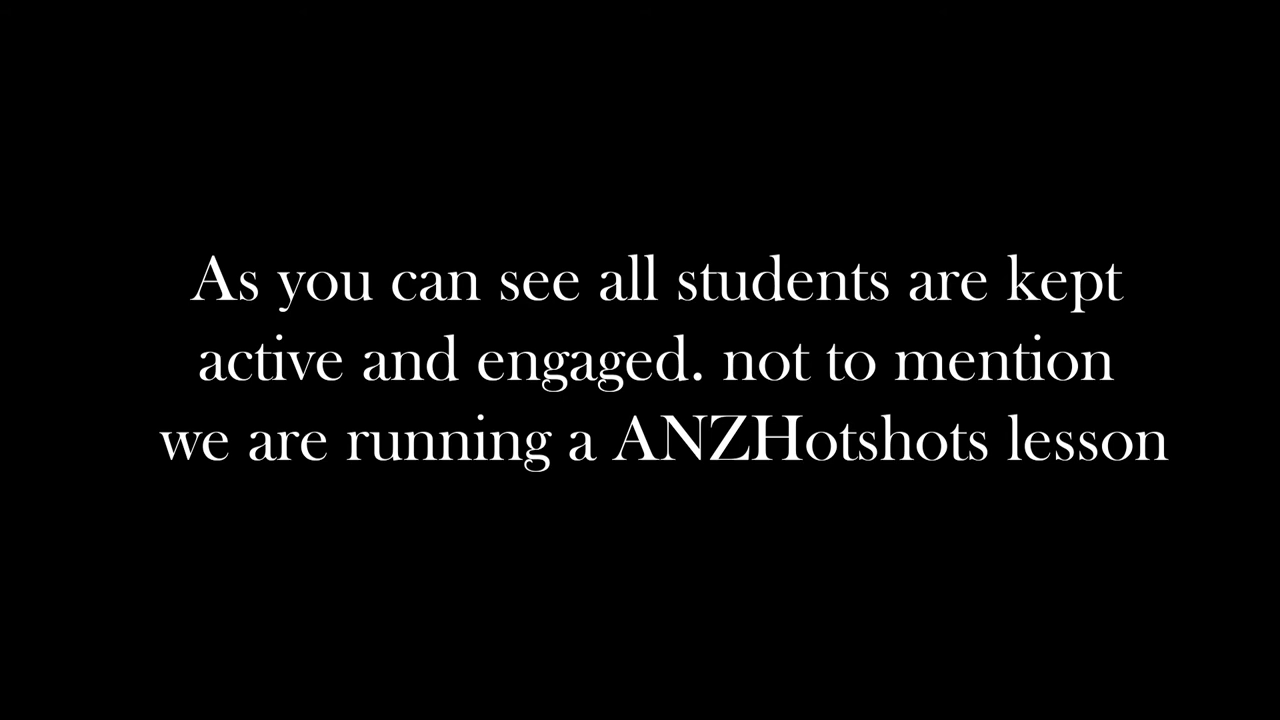 As you can see all students are kept
active and engaged. not to mention
we are running a ANZHotshots lesson